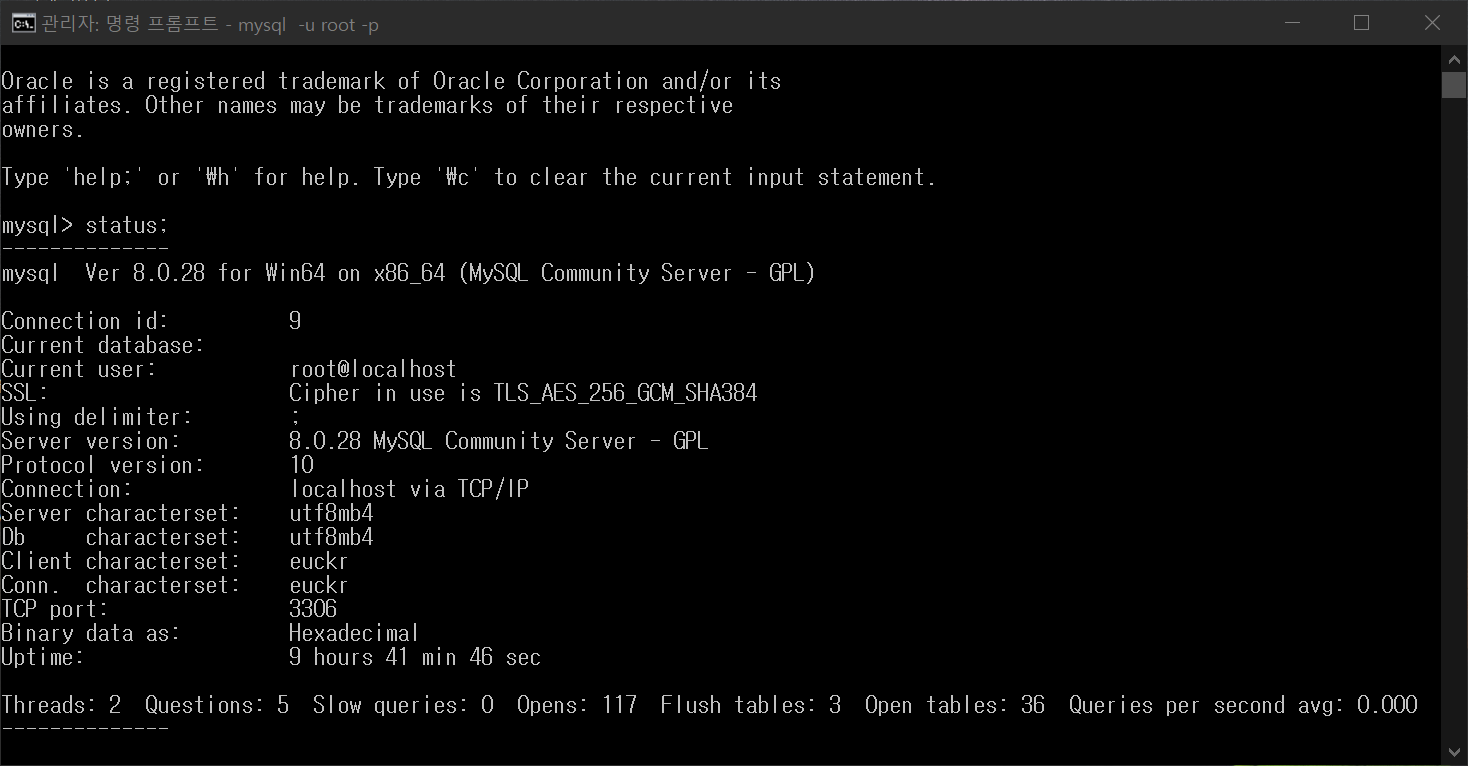 관리자: 명령 프롬프트 - mysql  -u root -p
Oracle is a registered trademark of Oracle Corporation and/or its
affiliates. Other names may be trademarks of their respective
owners.
Type 'help;' or '₩h' for help. Type '₩c' to clear the current input statement.
mysql> status;
--------------
mysql  Ver 8.0.28 for Win64 on x86_64 (MySQL Community Server - GPL)
Connection id:          9
Current database:
Current user:           root@localhost
SSL:                    Cipher in use is TLS_AES_256_GCM_SHA384
Using delimiter:        ;
Server version:         8.0.28 MySQL Community Server - GPL
Protocol version:       10
Connection:             localhost via TCP/IP
Server characterset:    utf8mb4
Db     characterset:    utf8mb4
Client characterset:    euckr
Conn.  characterset:    euckr
TCP port:               3306
Binary data as:         Hexadecimal
Uptime:                 9 hours 41 min 46 sec
Threads: 2  Questions: 5  Slow queries: 0  Opens: 117  Flush tables: 3  Open tables: 36  Queries per second avg: 0.000
--------------